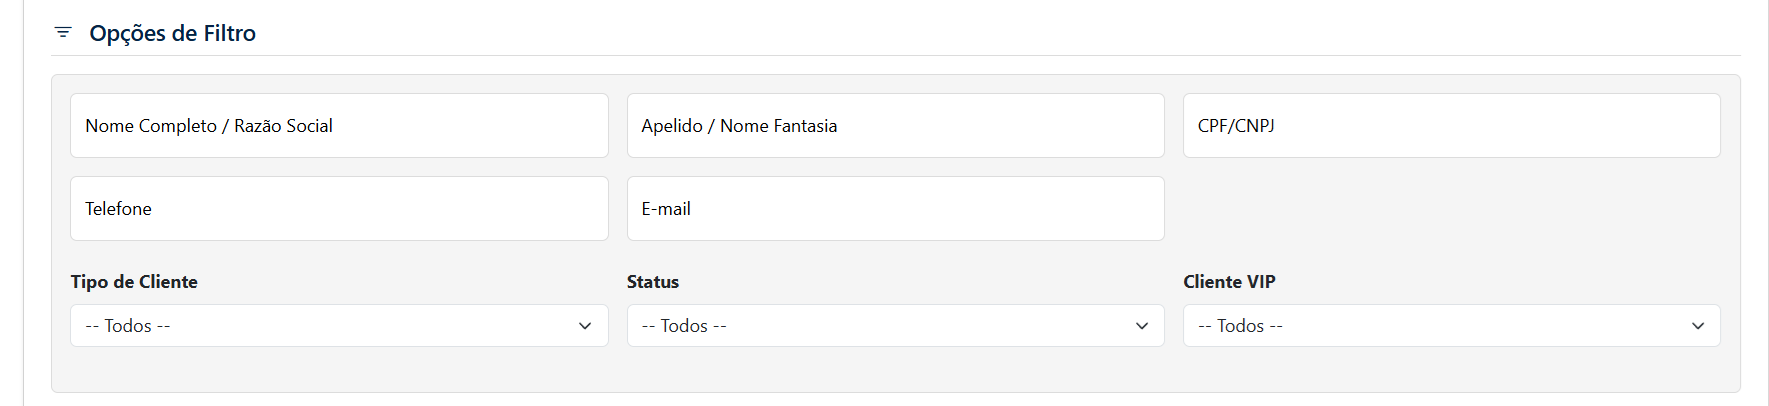 Opções de Filtro
Nome Completo / Razão Social
Apelido / Nome Fantasia
CPF/CNPJ
Telefone
E-mail
Tipo de Cliente
Status
Cliente VIP
-- Todos --
-- Todos --
-- Todos --